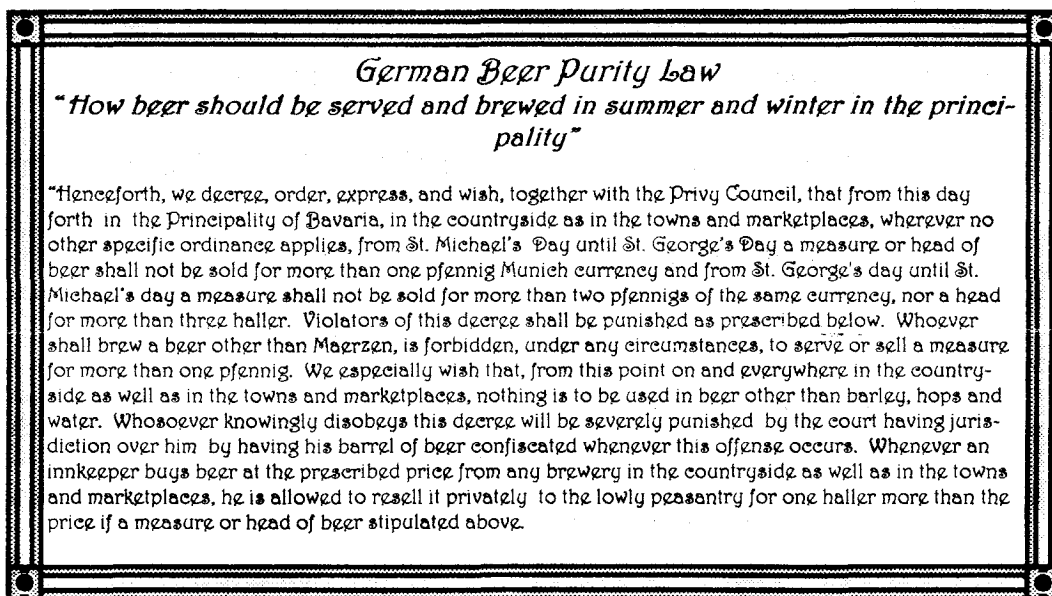 German Beer Purity Law
"How beer should be served and brewed in summer and winter in the princi-
pality"
"Henceforth, we decree, order, express, and wish, together with the Privy Council, that from this day
forth in the Principality of Bavaria, in the countryside as in the towns and marketplaces, wherever no
other specific ordinance applies, from St. Michael's Day until St. George's Day a measure or head of
beer shall not be sold for more than one pfennig Munich currency and from St. George's day until St.
Michael's day a measure shall not be sold for more than two pfennigs of the same currency, nor a head
for more than three haller. Violators of this decree shall be punished as prescribed below. Whoever
shall brew a beer other than Maerzen, is forbidden, under any circumstances, to serve or sell a measure
for more than one pfennig. We especially wish that, from this point on and everywhere in the country-
side as well as in the towns and marketplaces, nothing is to be used in beer other than barley, hops and
water. Whosoever knowingly disobeys this decree will be severely punished by the court having juris-
diction over him by having his barrel of beer confiscated whenever this offense occurs. Whenever an
innkeeper buys beer at the prescribed price from any brewery in the countryside as well as in the towns
and marketplaces, he is allowed to resell it privately to the lowly peasantry for one haller more than the
price if a measure or head of beer stipulated above.